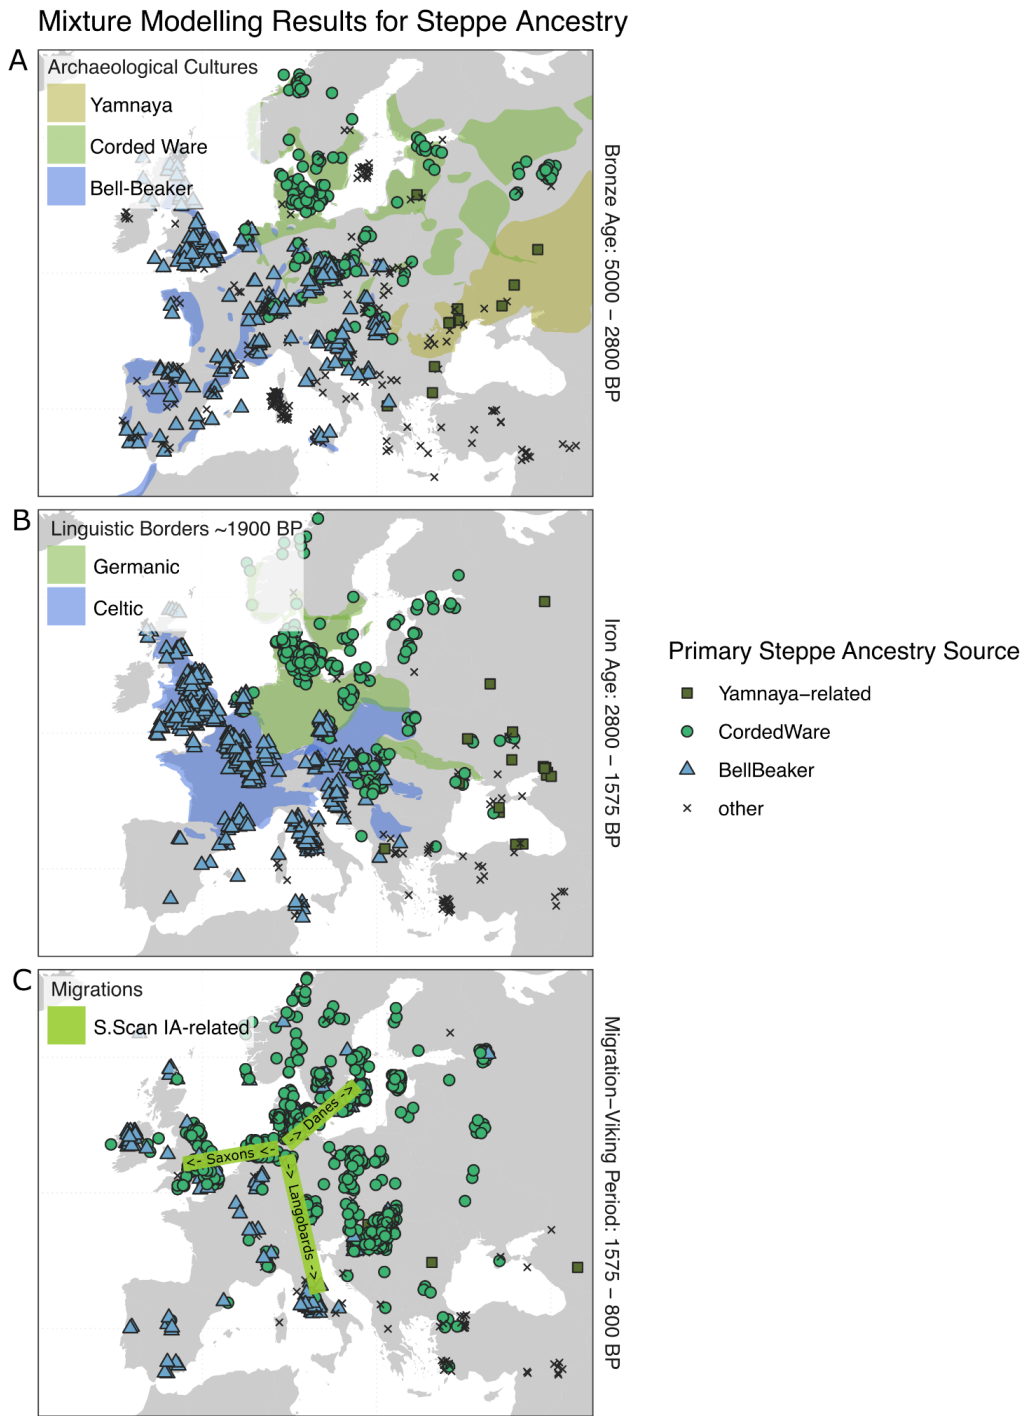 Mixture Modelling Results for Steppe Ancestry
A
Archaeological Cultures
Yamnaya
Corded Ware
Bell-Beaker
Bronze Age: 5000 – 2800 BP
B
Linguistic Borders ~1900 BP
Germanic
Celtic
Iron Age: 2800 – 1575 BP
Primary Steppe Ancestry Source
Yamnaya−related
CordedWare
BellBeaker
other
C
Migrations
S.Scan IA-related
-> Danes ->
<- Saxons <-
-> Langobards ->
Migration−Viking Period: 1575 – 800 BP